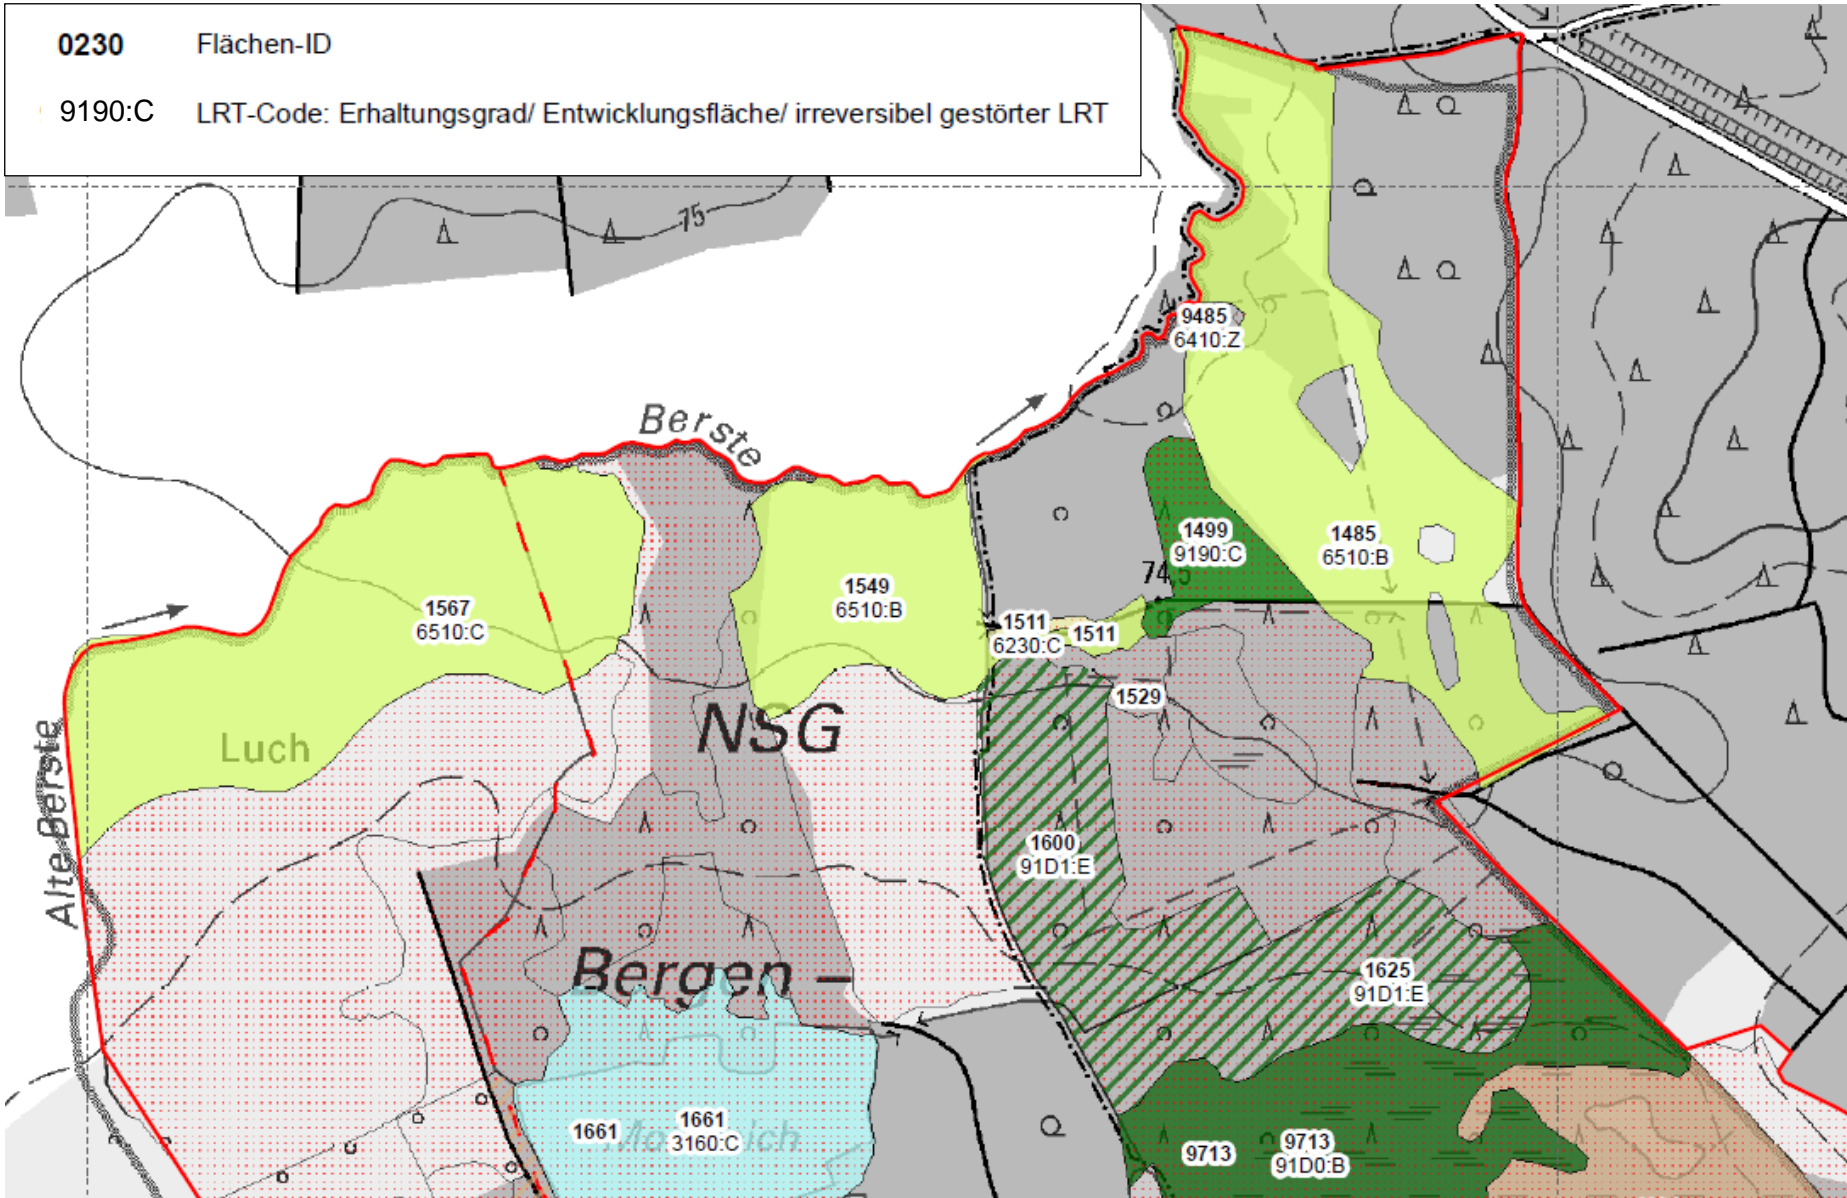 0230 Flächen-ID
9190:C LRT-Code: Erhaltungsgrad/ Entwicklungsfläche/ irreversibel gestörter LRT
75
9485
6410:Z
Berste
1499
9190:C
1485
6510:B
74,5
1549
6510:B
1567
6510:C
1511
6230:C
1511
1529
NSG
Luch
Alte Berste
1600
91D1:E
Bergen –
1625
91D1:E
1661
1661
3160:C
9713
9713
91D0:B